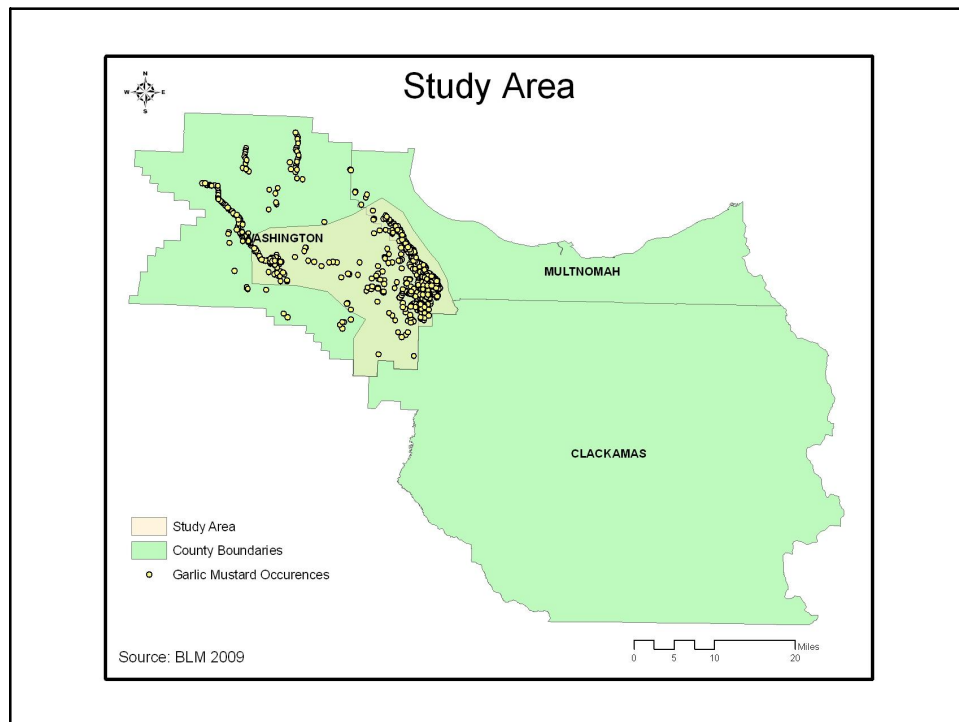 Study Area
N
W E
S
WASHINGTON
MULTNOMAH
CLACKAMAS
Study Area
County Boundaries
Garlic Mustard Occurences
Source: BLM 2009
Miles
0 5 10 20